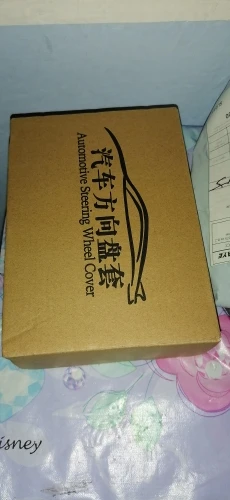 汽车方向盘套
Automotive Steering Wheel Cover
isney